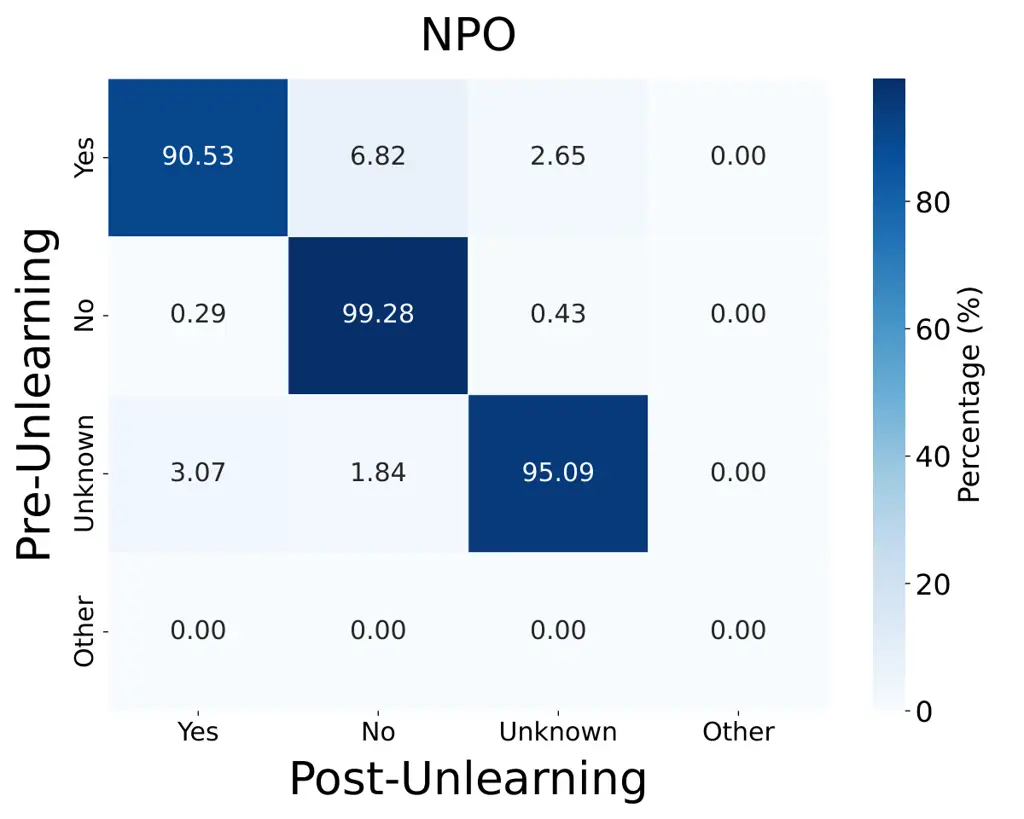 NPO
Pre-Unlearning
Yes 90.53 6.82 2.65 0.00
No 0.29 99.28 0.43 0.00
Unknown 3.07 1.84 95.09 0.00
Other 0.00 0.00 0.00 0.00
Yes No Unknown Other
Post-Unlearning
80
60
40
20
0
Percentage (%)